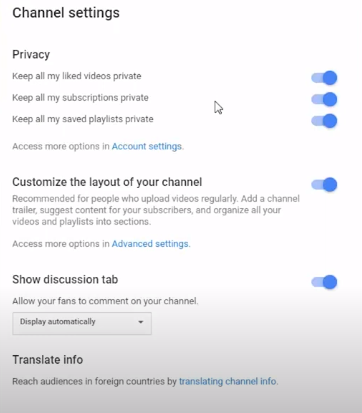 Channel settings
Privacy
Keep all my liked videos private
Keep all my subscriptions private
Keep all my saved playlists private
Access more options in Account settings.
Customize the layout of your channel
Recommended for people who upload videos regularly. Add a channel
trailer, suggest content for your subscribers, and organize all your
videos and playlists into sections.
Access more options in Advanced settings.
Show discussion tab
Allow your fans to comment on your channel.
Display automatically
Translate info
Reach audiences in foreign countries by translating channel info.